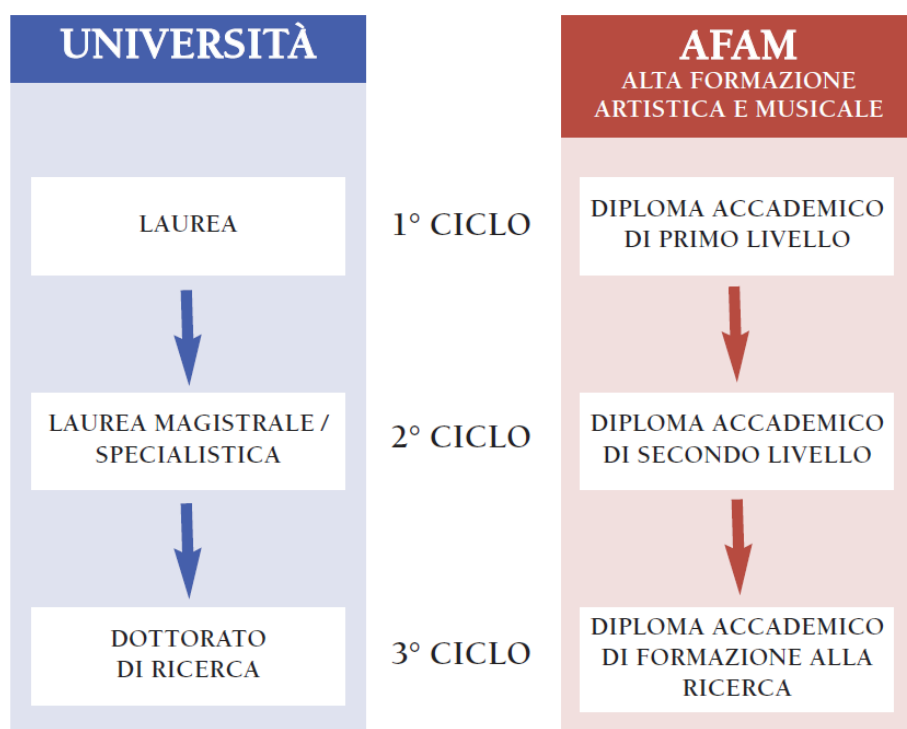 UNIVERSITÀ
AFAM
ALTA FORMAZIONE
ARTISTICA E MUSICALE
LAUREA
1° CICLO
DIPLOMA ACCADEMICO
DI PRIMO LIVELLO
LAUREA MAGISTRALE /
SPECIALISTICA
2° CICLO
DIPLOMA ACCADEMICO
DI SECONDO LIVELLO
DOTTORATO
DI RICERCA
3° CICLO
DIPLOMA ACCADEMICO
DI FORMAZIONE ALLA
RICERCA